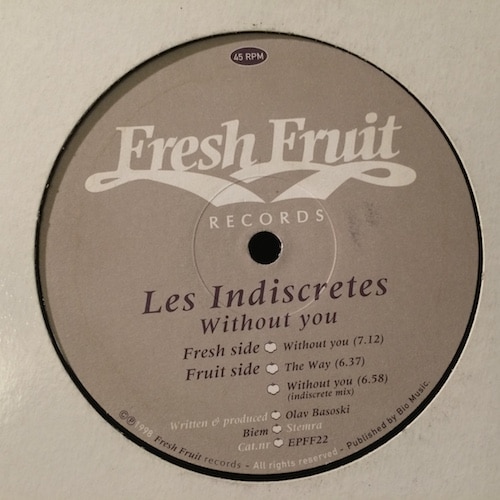 45 RPM
Fresh Fruit
RECORDS
Les Indiscretes
Without you
Fresh side Without you (7.12)
Fruit side The Way (6.37)
Without you (6.58)
(indiscrete mix)
Written & produced Olav Basoski
Biem Stemra
Cat.nr EPFF22
©℗ 1998 Fresh Fruit records - All rights reserved - Published by Bio Music.